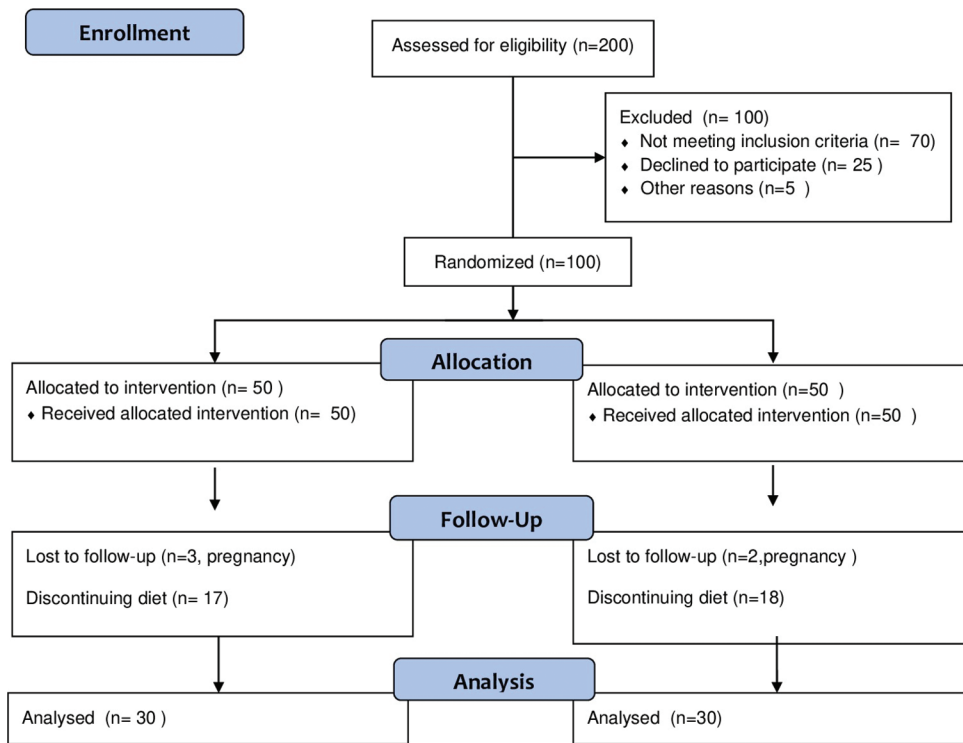 Enrollment
Assessed for eligibility (n=200)
Excluded (n= 100)
♦ Not meeting inclusion criteria (n= 70)
♦ Declined to participate (n= 25 )
♦ Other reasons (n=5 )
Randomized (n=100)
Allocation
Allocated to intervention (n= 50 )
♦ Received allocated intervention (n= 50)
Allocated to intervention (n=50 )
♦ Received allocated intervention (n=50 )
Follow-Up
Lost to follow-up (n=3, pregnancy)
Discontinuing diet (n= 17)
Lost to follow-up (n=2,pregnancy )
Discontinuing diet (n=18)
Analysis
Analysed (n= 30 )
Analysed (n=30)